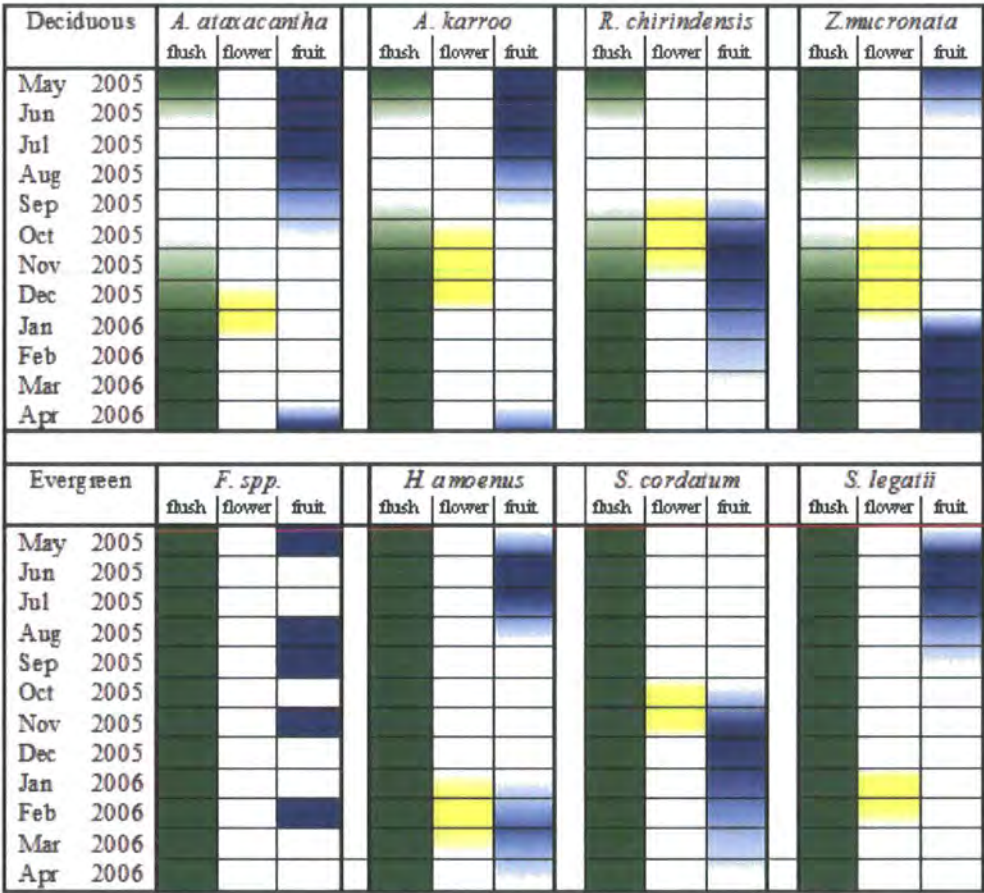 Deciduous A. ataxacantha A. karroo R. chirindensis Z.mucronata
flush flower fruit flush flower fruit flush flower fruit flush flower fruit
May 2005
Jun 2005
Jul 2005
Aug 2005
Sep 2005
Oct 2005
Nov 2005
Dec 2005
Jan 2006
Feb 2006
Mar 2006
Apr 2006
Evergreen F. spp. H. amoenus S. cordatum S. legatii
flush flower fruit flush flower fruit flush flower fruit flush flower fruit
May 2005
Jun 2005
Jul 2005
Aug 2005
Sep 2005
Oct 2005
Nov 2005
Dec 2005
Jan 2006
Feb 2006
Mar 2006
Apr 2006